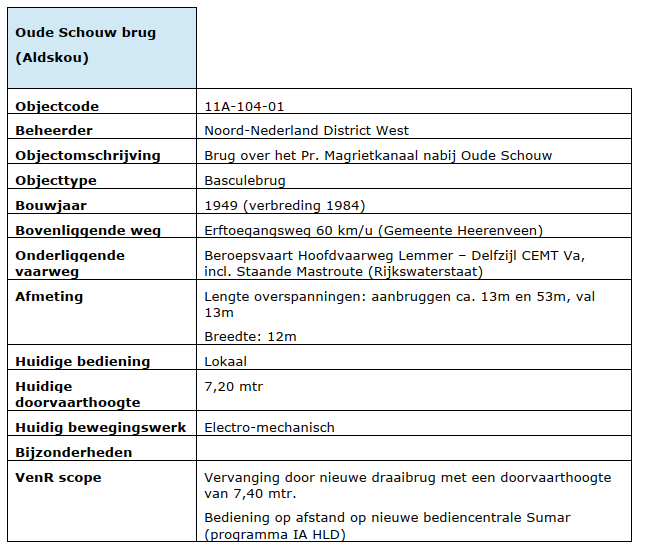 Oude Schouw brug
(Aldskou)
Objectcode 11A-104-01
Beheerder Noord-Nederland District West
Objectomschrijving Brug over het Pr. Magrietkanaal nabij Oude Schouw
Objecttype Basculebrug
Bouwjaar 1949 (verbreding 1984)
Bovenliggende weg Erftoegangsweg 60 km/u (Gemeente Heerenveen)
Onderliggende vaarweg Beroepsvaart Hoofdvaarweg Lemmer – Delfzijl CEMT Va,
incl. Staande Mastroute (Rijkswaterstaat)
Afmeting Lengte overspanningen: aanbruggen ca. 13m en 53m, val
13m
Breedte: 12m
Huidige bediening Lokaal
Huidige doorvaarthoogte 7,20 mtr
Huidig bewegingswerk Electro-mechanisch
Bijzonderheden
VenR scope Vervanging door nieuwe draaibrug met een doorvaarthoogte
van 7,40 mtr.
Bediening op afstand op nieuwe bediencentrale Sumar
(programma IA HLD)